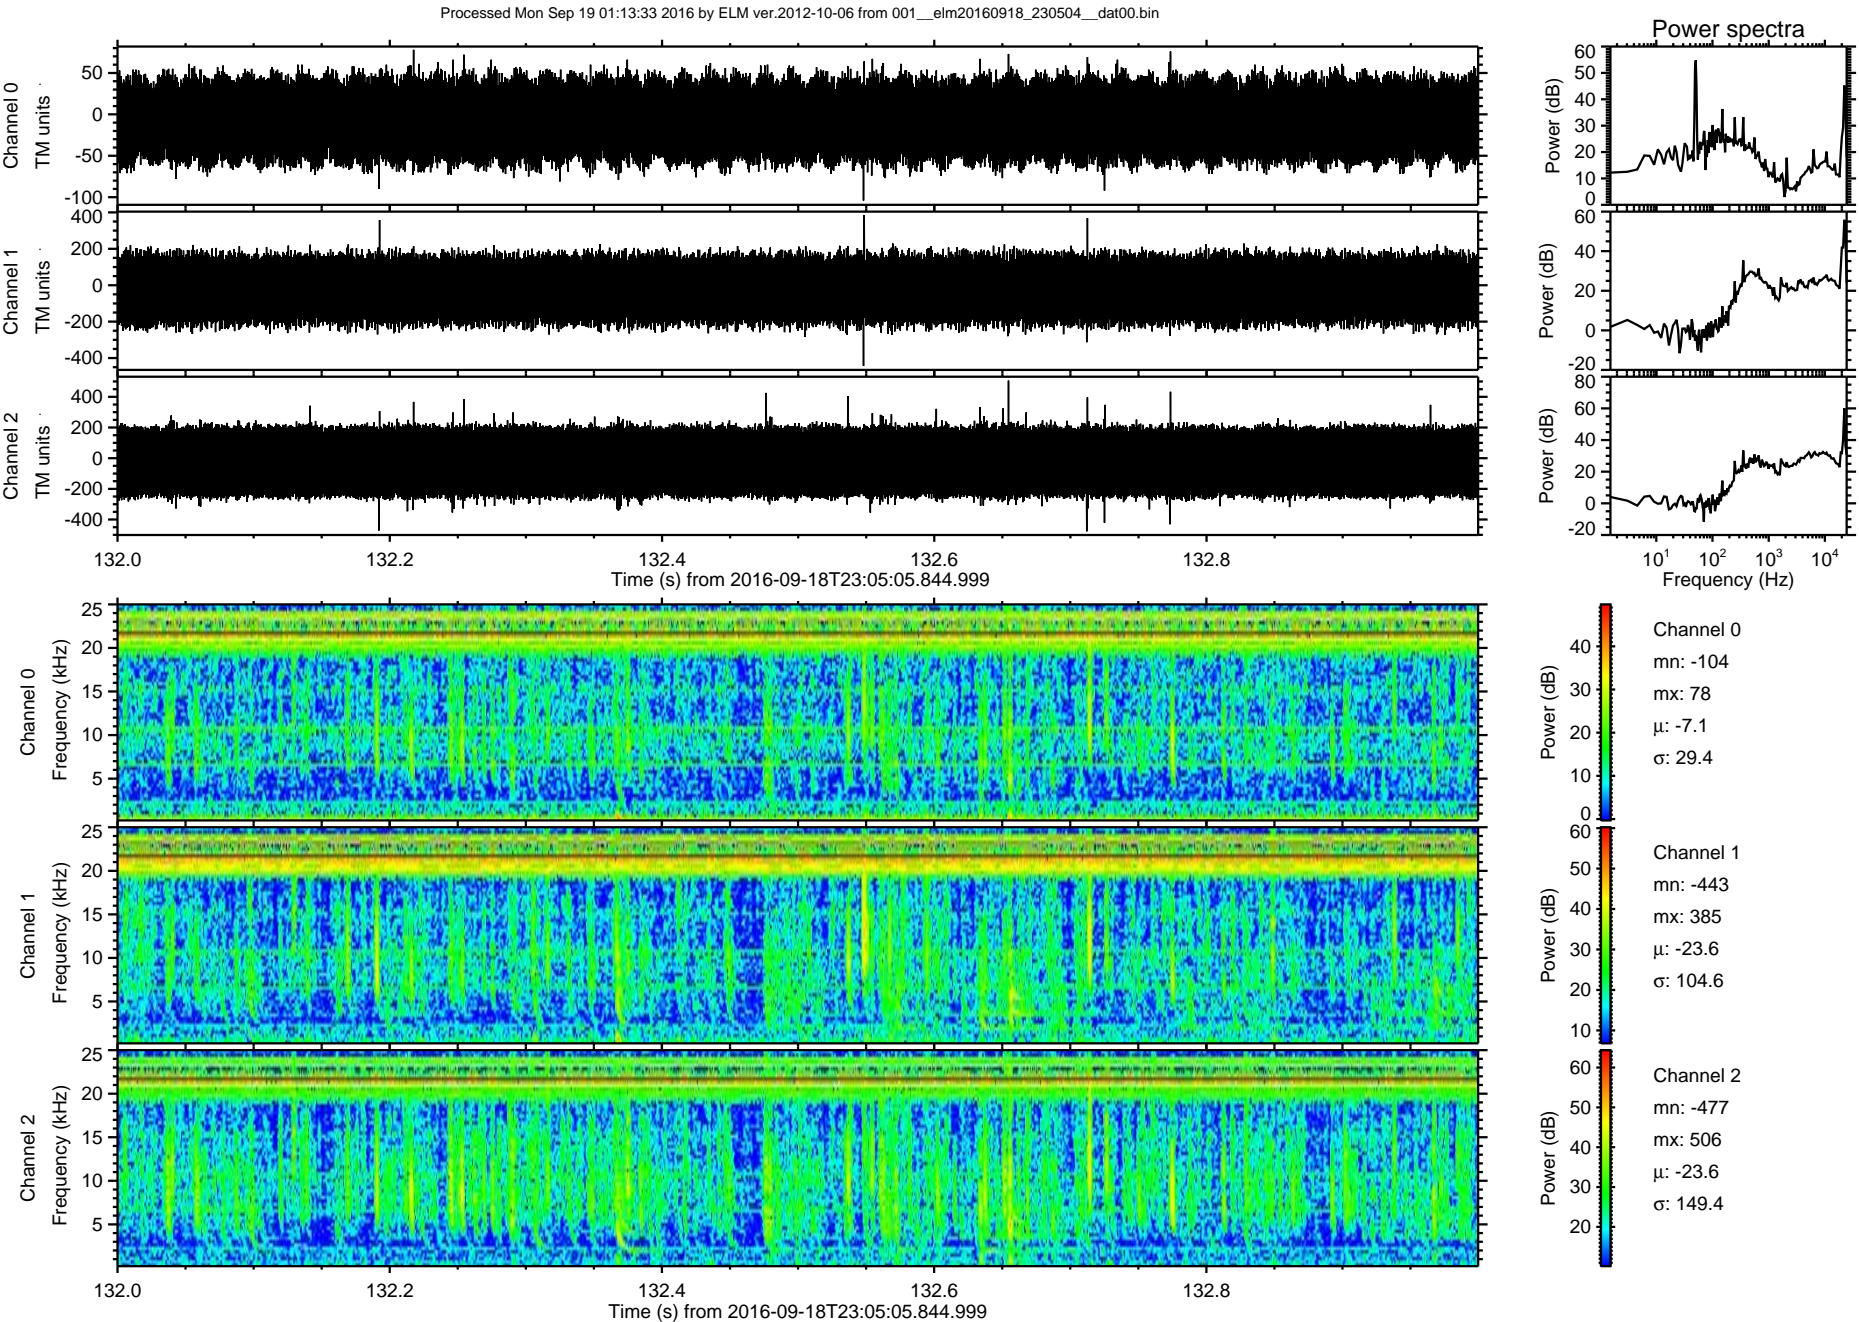 Processed Mon Sep 19 01:13:33 2016 by ELM ver.2012-10-06 from 001__elm20160918_230504__dat00.bin
Power spectra
Channel 0
TM units
50
0
-50
-100
Power (dB)
60
50
40
30
20
10
0
Channel 1
TM units
400
200
0
-200
-400
Power (dB)
60
40
20
0
-20
Channel 2
TM units
400
200
0
-200
-400
Power (dB)
80
60
40
20
0
-20
132.0 132.2 132.4 132.6 132.8
Time (s) from 2016-09-18T23:05:05.844.999
10¹ 10² 10³ 10⁴
Frequency (Hz)
Channel 0
Frequency (kHz)
25
20
15
10
5
Power (dB)
40
30
20
10
0
Channel 0
mn: -104
mx: 78
μ: -7.1
σ: 29.4
Channel 1
Frequency (kHz)
25
20
15
10
5
Power (dB)
60
50
40
30
20
10
Channel 1
mn: -443
mx: 385
μ: -23.6
σ: 104.6
Channel 2
Frequency (kHz)
25
20
15
10
5
Power (dB)
60
50
40
30
20
Channel 2
mn: -477
mx: 506
μ: -23.6
σ: 149.4
132.0 132.2 132.4 132.6 132.8
Time (s) from 2016-09-18T23:05:05.844.999